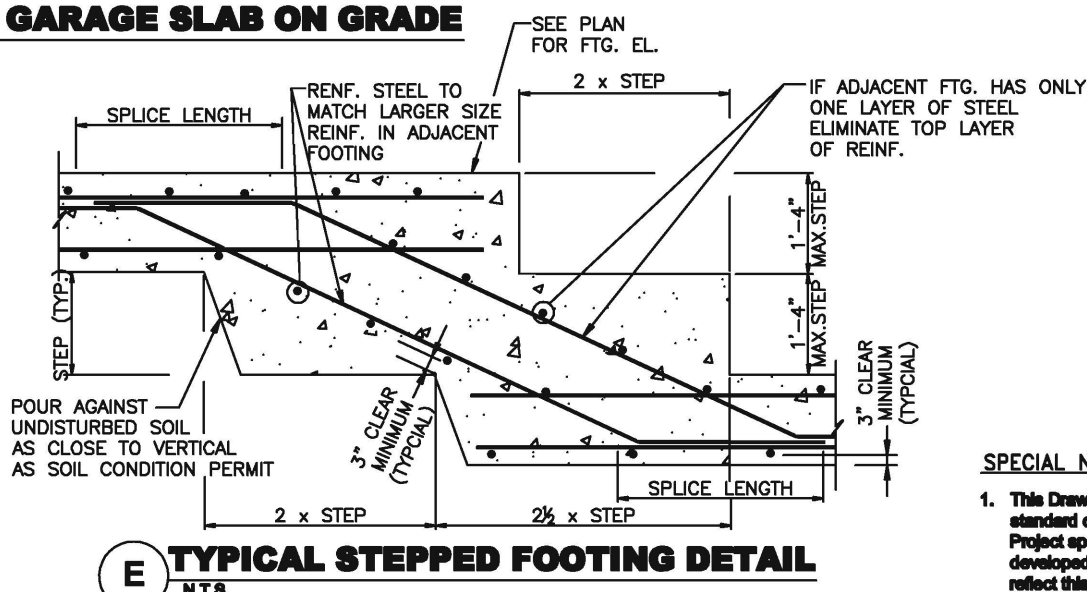 GARAGE SLAB ON GRADE
SEE PLAN
FOR FTG. EL.
2 x STEP
SPLICE LENGTH
RENF. STEEL TO
MATCH LARGER SIZE
REINF. IN ADJACENT
FOOTING
IF ADJACENT FTG. HAS ONLY
ONE LAYER OF STEEL
ELIMINATE TOP LAYER
OF REINF.
1'-4"
MAX.STEP
1'-4"
MAX.STEP
STEP (TYP.)
3" CLEAR
MINIMUM
(TYPCIAL)
3" CLEAR
MINIMUM
(TYPCIAL)
POUR AGAINST
UNDISTURBED SOIL
AS CLOSE TO VERTICAL
AS SOIL CONDITION PERMIT
SPLICE LENGTH
2 x STEP
2½ x STEP
E TYPICAL STEPPED FOOTING DETAIL
N.T.S.
SPECIAL N
1. This Draw
standard
Project sp
developed
reflect this